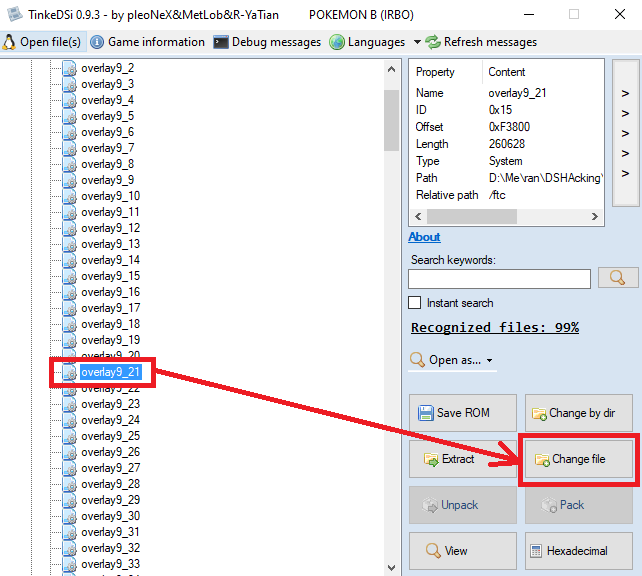 TinkeDSi 0.9.3 - by pleoNeX&MetLob&R-YaTian POKEMON B (IRBO)
Open file(s) Game information Debug messages Languages Refresh messages
overlay9_2
overlay9_3
overlay9_4
overlay9_5
overlay9_6
overlay9_7
overlay9_8
overlay9_9
overlay9_10
overlay9_11
overlay9_12
overlay9_13
overlay9_14
overlay9_15
overlay9_16
overlay9_17
overlay9_18
overlay9_19
overlay9_20
overlay9_21
overlay9_22
overlay9_23
overlay9_24
overlay9_25
overlay9_26
overlay9_27
overlay9_28
overlay9_29
overlay9_30
overlay9_31
overlay9_32
overlay9_33
Property Content
Name overlay9_21
ID 0x15
Offset 0xF3800
Length 260628
Type System
Path D:\Me\ran\DSHAcking\
Relative path /ftc
>
>
>
>
>
About
Search keywords:
Instant search
Recognized files: 99%
Open as...
Save ROM Change by dir
Extract Change file
Unpack Pack
View Hexadecimal